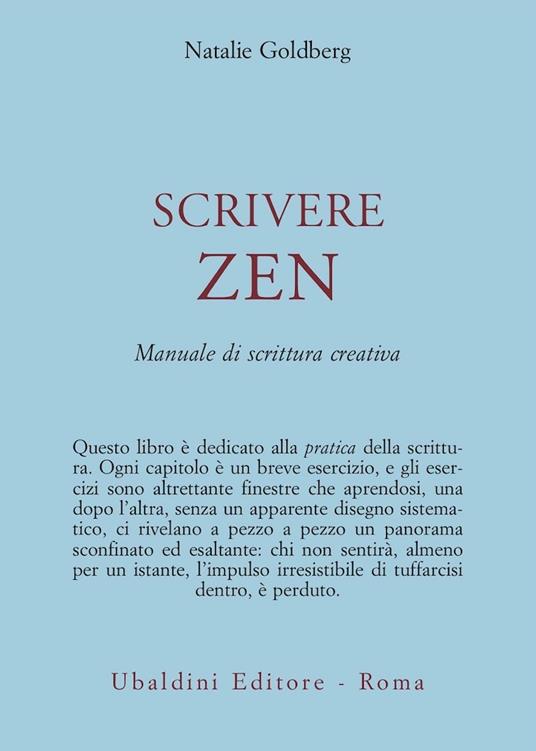 Natalie Goldberg
SCRIVERE
ZEN
Manuale di scrittura creativa
Questo libro è dedicato alla pratica della scrittu-
ra. Ogni capitolo è un breve esercizio, e gli eser-
cizi sono altrettante finestre che aprendosi, una
dopo l'altra, senza un apparente disegno sistema-
tico, ci rivelano a pezzo a pezzo un panorama
sconfinato ed esaltante: chi non sentirà, almeno
per un istante, l'impulso irresistibile di tuffarcisi
dentro, è perduto.
Ubaldini Editore - Roma